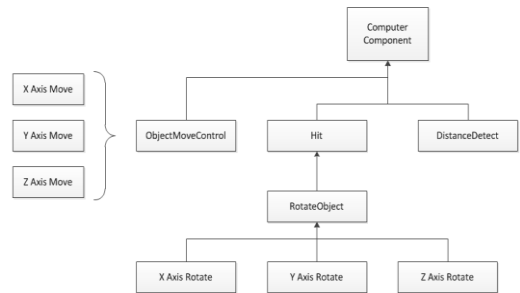 Computer
Component
X Axis Move
Y Axis Move
Z Axis Move
ObjectMoveControl
Hit
DistanceDetect
RotateObject
X Axis Rotate
Y Axis Rotate
Z Axis Rotate